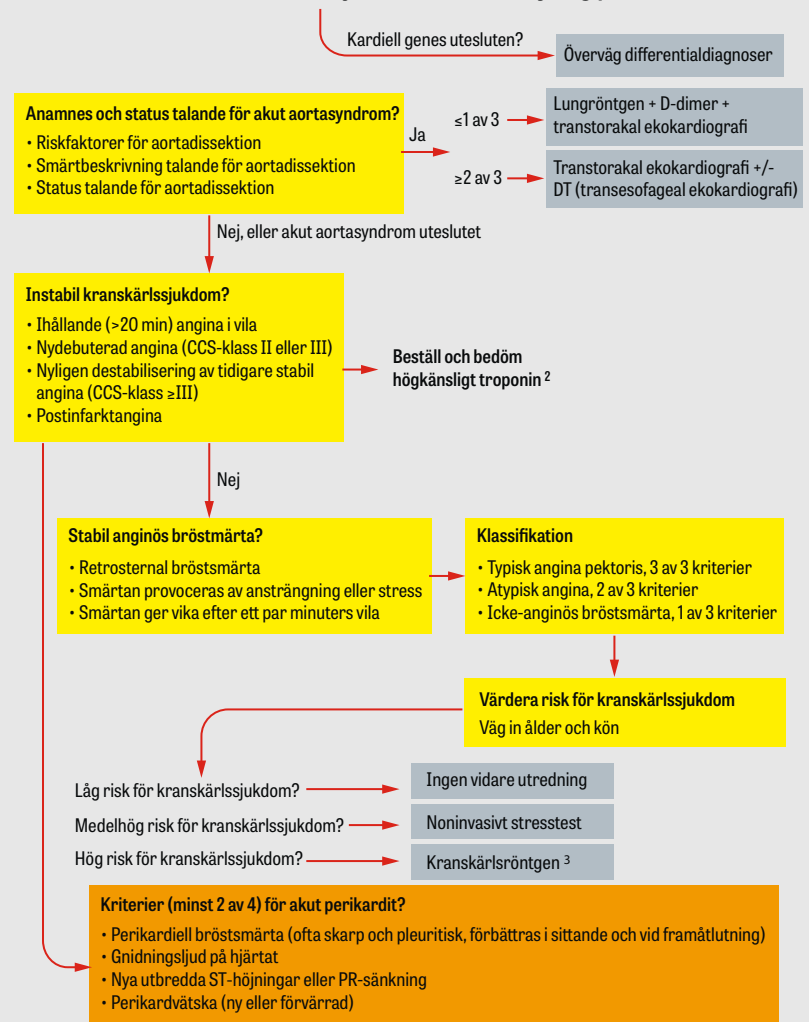 Kardiell genes utesluten?
Överväg differentialdiagnoser
Anamnes och status talande för akut aortasyndrom?
• Riskfaktorer för aortadissektion
• Smärtbeskrivning talande för aortadissektion
• Status talande för aortadissektion
Ja
≤1 av 3
Lungröntgen + D-dimer +
transtorakal ekokardiografi
≥2 av 3
Transtorakal ekokardiografi +/-
DT (transesofageal ekokardiografi)
Nej, eller akut aortasyndrom uteslutet
Instabil kranskärlssjukdom?
• Ihållande (>20 min) angina i vila
• Nydebuterad angina (CCS-klass II eller III)
• Nyligen destabilisering av tidigare stabil
angina (CCS-klass ≥III)
• Postinfarktangina
Beställ och bedöm
högkänsligt troponin 2
Nej
Stabil anginös bröstmärta?
• Retrosternal bröstsmärta
• Smärtan provoceras av ansträngning eller stress
• Smärtan ger vika efter ett par minuters vila
Klassifikation
• Typisk angina pektoris, 3 av 3 kriterier
• Atypisk angina, 2 av 3 kriterier
• Icke-anginös bröstsmärta, 1 av 3 kriterier
Värdera risk för kranskärlssjukdom
Väg in ålder och kön
Låg risk för kranskärlssjukdom?
Ingen vidare utredning
Medelhög risk för kranskärlssjukdom?
Noninvasivt stresstest
Hög risk för kranskärlssjukdom?
Kranskärlsröntgen 3
Kriterier (minst 2 av 4) för akut perikardit?
• Perikardiell bröstsmärta (ofta skarp och pleuritisk, förbättras i sittande och vid framåtlutning)
• Gnidningsljud på hjärtat
• Nya utbredda ST-höjningar eller PR-sänkning
• Perikardvätska (ny eller förvärrad)